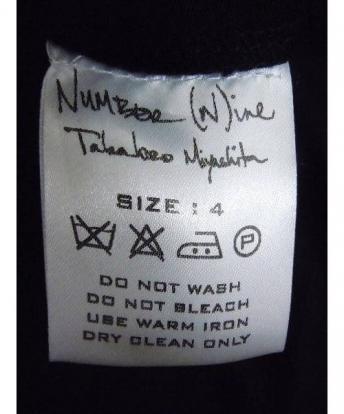 NUMBER (N)ine
Takahiro Miyashita
SIZE : 4
P
DO NOT WASH
DO NOT BLEACH
USE WARM IRON
DRY CLEAN ONLY